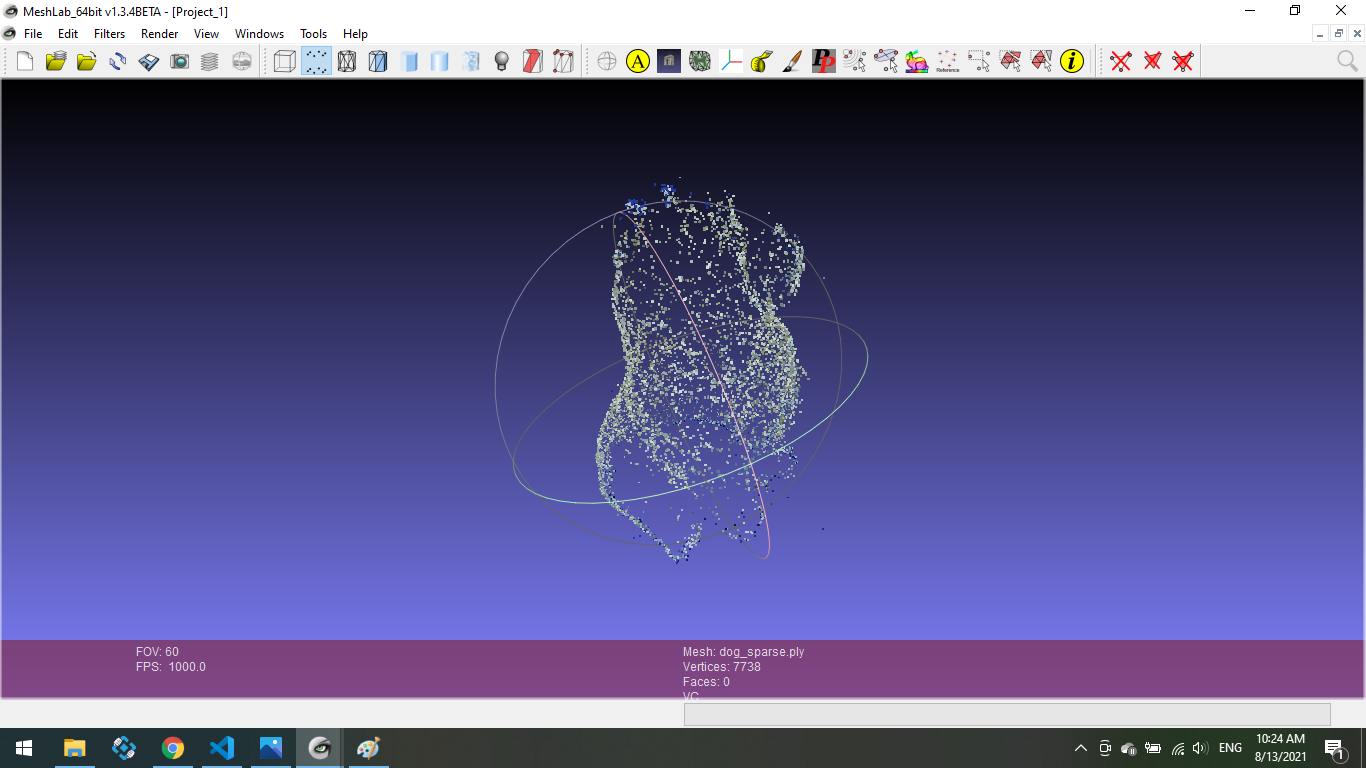 MeshLab_64bit v1.3.4BETA - [Project_1]
File Edit Filters Render View Windows Tools Help
A
PP
Reference
i
FOV: 60
FPS: 1000.0
Mesh: dog_sparse.ply
Vertices: 7738
Faces: 0
VC
ENG
10:24 AM
8/13/2021
1